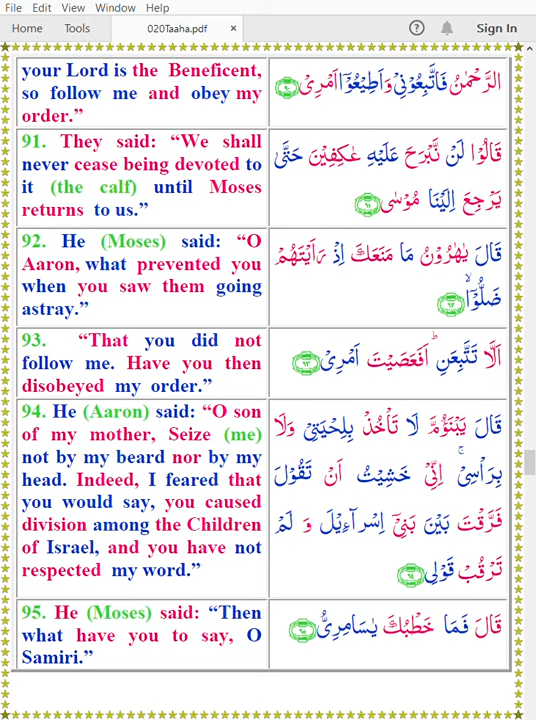 File Edit View Window Help
Home Tools 020Taaha.pdf × ? Sign In
your Lord is the Beneficent,
so follow me and obey my
order.”
الرَّحْمٰنُ فَاتَّبِعُوْنِيْ وَاَطِيْعُوْٓا اَمْرِيْ ﴿٩٠﴾
91. They said: “We shall
never cease being devoted to
it (the calf) until Moses
returns to us.”
قَالُوْا لَنْ نَّبْرَحَ عَلَيْهِ عٰكِفِيْنَ حَتّٰى
يَرْجِعَ اِلَيْنَا مُوْسٰى ﴿٩١﴾
92. He (Moses) said: “O
Aaron, what prevented you
when you saw them going
astray.”
قَالَ يٰهٰرُوْنُ مَا مَنَعَكَ اِذْ رَاَيْتَهُمْ
ضَلُّوْٓا ۙ ﴿٩٢﴾
93. “That you did not
follow me. Have you then
disobeyed my order.”
اَلَّا تَتَّبِعَنِ ؕ اَفَعَصَيْتَ اَمْرِيْ ﴿٩٣﴾
94. He (Aaron) said: “O son
of my mother, Seize (me)
not by my beard nor by my
head. Indeed, I feared that
you would say, you caused
division among the Children
of Israel, and you have not
respected my word.”
قَالَ يَبْنَؤُمَّ لَا تَاْخُذْ بِلِحْيَتِيْ وَلَا
بِرَاْسِيْ ۚ اِنِّيْ خَشِيْتُ اَنْ تَقُوْلَ
فَرَّقْتَ بَيْنَ بَنِيْٓ اِسْرَآءِيْلَ وَ لَمْ
تَرْقُبْ قَوْلِيْ ﴿٩٤﴾
95. He (Moses) said: “Then
what have you to say, O
Samiri.”
قَالَ فَمَا خَطْبُكَ يٰسَامِرِيُّ ﴿٩٥﴾